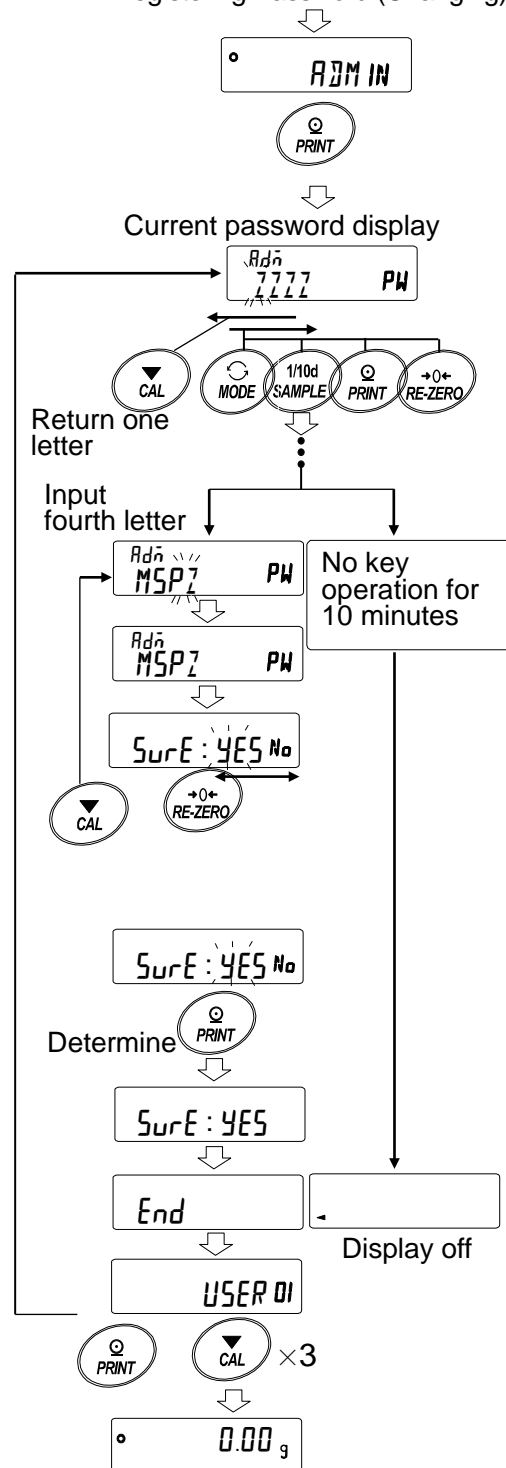 ADMIN
PRINT
Current password display
Adm
ZZZZ PW
CAL
MODE
1/10d
SAMPLE
PRINT
→0←
RE-ZERO
Return one
letter
Input
fourth letter
Adm
MSPZ PW
No key
operation for
10 minutes
Adm
MSPZ PW
SurE : YES No
CAL
→0←
RE-ZERO
SurE : YES No
PRINT
Determine
SurE : YES
End
Display off
USER 01
PRINT
CAL
×3
0.00 g